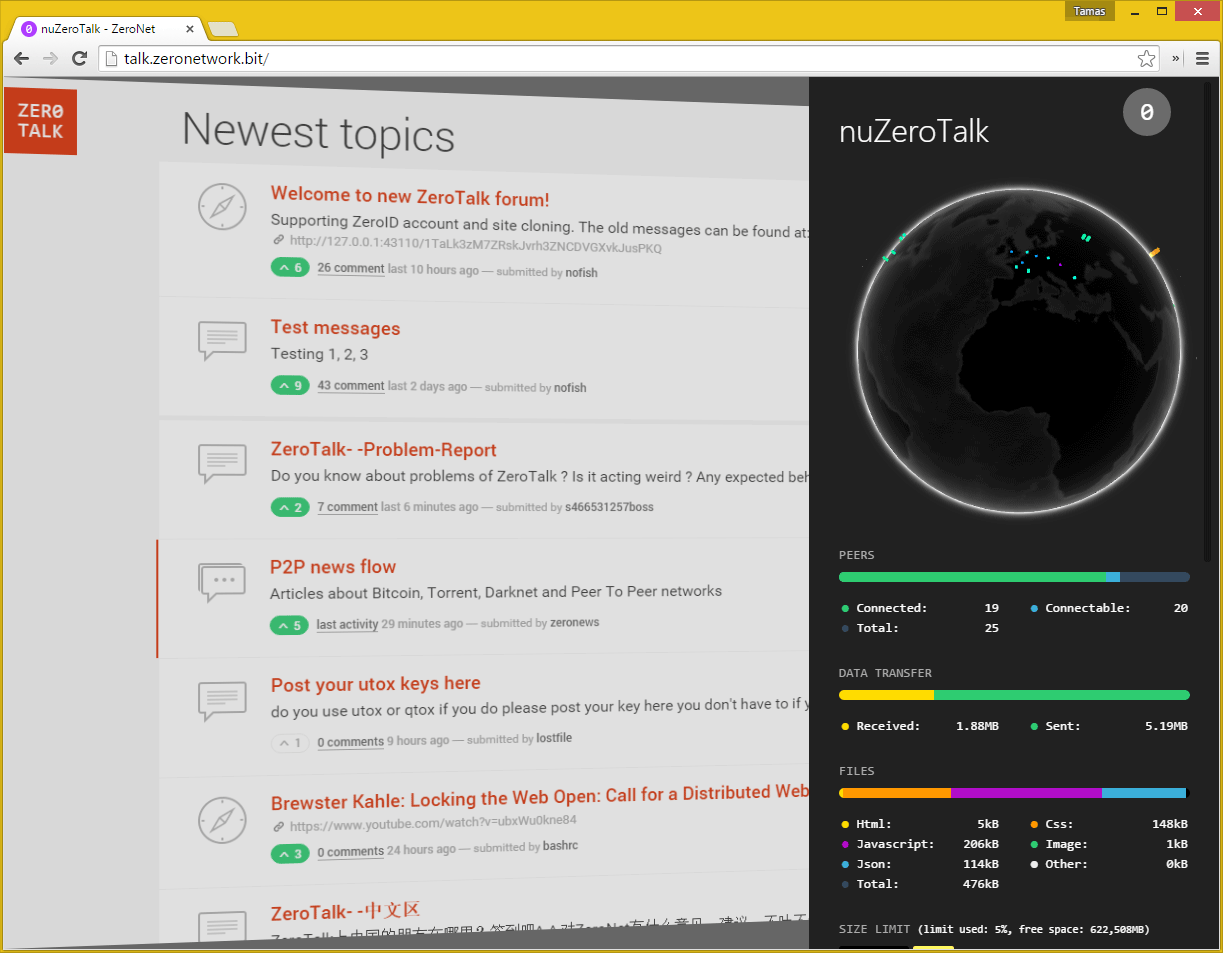 Tamas
nuZeroTalk - ZeroNet
talk.zeronetwork.bit/
ZER0
TALK
Newest topics
Welcome to new ZeroTalk forum!
Supporting ZeroID account and site cloning. The old messages can be found at:
http://127.0.0.1:43110/1TaLk3zM7ZRskJvrh3ZNCDVGXvkJusPKQ
6 26 comment last 10 hours ago — submitted by nofish
Test messages
Testing 1, 2, 3
9 43 comment last 2 days ago — submitted by nofish
ZeroTalk- -Problem-Report
Do you know about problems of ZeroTalk ? Is it acting weird ? Any expected beh
2 7 comment last 6 minutes ago — submitted by s466531257boss
P2P news flow
Articles about Bitcoin, Torrent, Darknet and Peer To Peer networks
5 last activity 29 minutes ago — submitted by zeronews
Post your utox keys here
do you use utox or qtox if you do please post your key here you don't have to if y
1 0 comments 9 hours ago — submitted by lostfile
Brewster Kahle: Locking the Web Open: Call for a Distributed Web
https://www.youtube.com/watch?v=ubxWu0kne84
3 0 comments 24 hours ago — submitted by bashrc
ZeroTalk- -中文区
nuZeroTalk
0
PEERS
Connected: 19 Connectable: 20
Total: 25
DATA TRANSFER
Received: 1.88MB Sent: 5.19MB
FILES
Html: 5kB Css: 148kB
Javascript: 206kB Image: 1kB
Json: 114kB Other: 0kB
Total: 476kB
SIZE LIMIT (limit used: 5%, free space: 622,508MB)